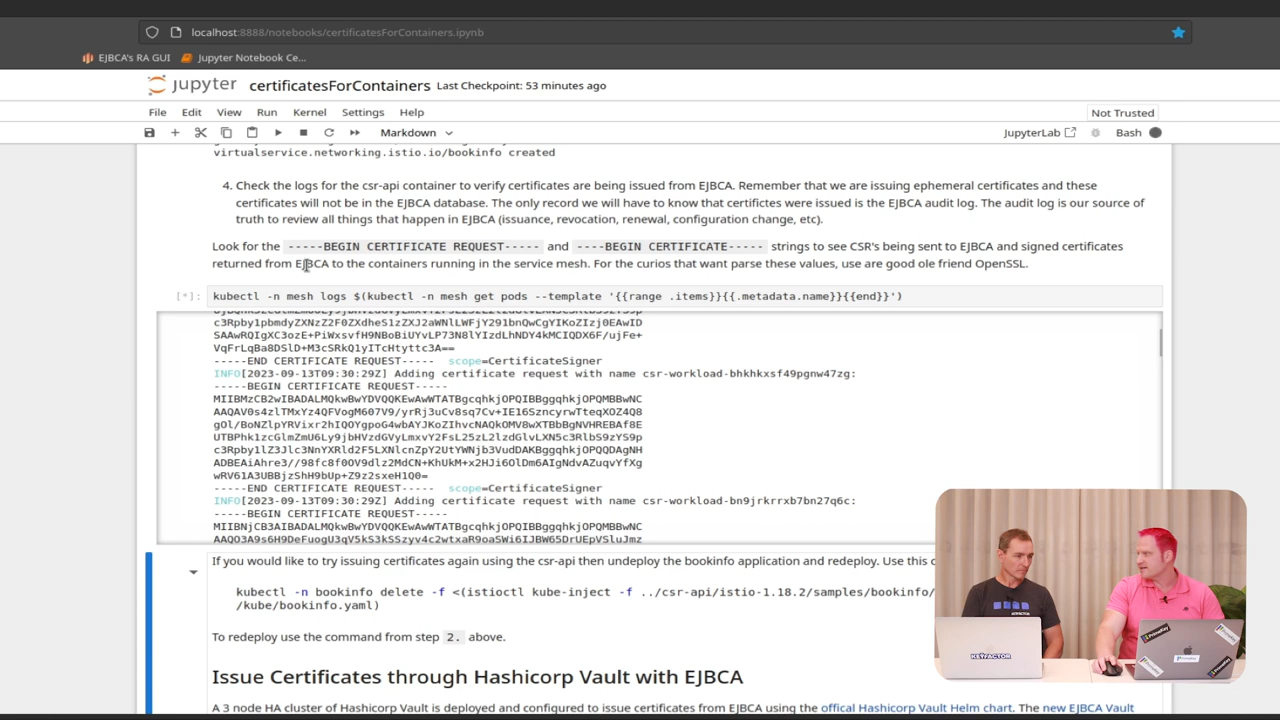 localhost:8888/notebooks/certificatesForContainers.ipynb
EJBCA's RA GUI
Jupyter Notebook Ce...
jupyter
certificatesForContainers
Last Checkpoint: 53 minutes ago
File
Edit
View
Run
Kernel
Settings
Help
Not Trusted
Markdown
JupyterLab
Bash
virtualservice.networking.istio.io/bookinfo created
4. Check the logs for the csr-api container to verify certificates are being issued from EJBCA. Remember that we are issuing ephemeral certificates and these
certificates will not be in the EJBCA database. The only record we will have to know that certifictes were issued is the EJBCA audit log. The audit log is our source of
truth to review all things that happen in EJBCA (issuance, revocation, renewal, configuration change, etc).
Look for the -----BEGIN CERTIFICATE REQUEST----- and ----BEGIN CERTIFICATE----- strings to see CSR's being sent to EJBCA and signed certificates
returned from EJBCA to the containers running in the service mesh. For the curios that want parse these values, use are good ole friend OpenSSL.
[*]:
kubectl -n mesh logs $(kubectl -n mesh get pods --template '{{range .items}}{{.metadata.name}}{{end}}')
c3Rpby1pbmdyZXNzZ2F0ZXdheS1zZXJ2aWNlLWFjY291bnQwCgYIKoZIzj0EAwID
SAAwRQIgXC3ozE+PiWxsvfH9NBoBiUYvLP73N8lYIzdLhNDY4kMCIQDX6F/ujFe+
VqFrLqBa8DSlD+M3cSRkQ1yITcHtyttc3A==
-----END CERTIFICATE REQUEST----- scope=CertificateSigner
INFO[2023-09-13T09:30:29Z] Adding certificate request with name csr-workload-bhkhkxsf49pgnw47zg:
-----BEGIN CERTIFICATE REQUEST-----
MIIBMzCB2wIBADALMQkwBwYDVQQKEwAwWTATBgcqhkjOPQIBBggqhkjOPQMBBwNC
AAQAV0s4zlTMxYz4QFVogM607V9/yrRj3uCv8sq7Cv+IE16SzncyrwTteqXOZ4Q8
gOl/BoNZlpYRVixr2hIQOYgpoG4wbAYJKoZIhvcNAQkOMV8wXTBbBgNVHREBAf8E
UTBPhk1zcGlmZmU6Ly9jbHVzdGVyLmxvY2FsL25zL2lzdGlvLXN5c3RlbS9zYS9p
c3Rpby1lZ3Jlc3NnYXRld2F5LXNlcnZpY2UtYWNjb3VudDAKBggqhkjOPQQDAgNH
ADBEAiAhre3//98fc8f0OV9dlz2MdCN+KhUkM+x2HJi6OlDm6AIgNdvAZuqvYfXg
wRV61A3UBBjzShH9bUp+Z9z2sxeH1Q0=
-----END CERTIFICATE REQUEST----- scope=CertificateSigner
INFO[2023-09-13T09:30:29Z] Adding certificate request with name csr-workload-bn9jrkrrxb7bn27q6c:
-----BEGIN CERTIFICATE REQUEST-----
MIIBNjCB3AIBADALMQkwBwYDVQQKEwAwWTATBgcqhkjOPQIBBggqhkjOPQMBBwNC
AAQO3A9s6H9DeFuogU3qV5kS3kSSzyv4c2wtxaR9oaSWi6IJBW65DrUEpVSluJmz
If you would like to try issuing certificates again using the csr-api then undeploy the bookinfo application and redeploy. Use this
kubectl -n bookinfo delete -f <(istioctl kube-inject -f ../csr-api/istio-1.18.2/samples/bookinfo/
/kube/bookinfo.yaml)
To redeploy use the command from step 2. above.
Issue Certificates through Hashicorp Vault with EJBCA
A 3 node HA cluster of Hashicorp Vault is deployed and configured to issue certificates from EJBCA using the offical Hashicorp Vault Helm chart. The new EJBCA Vault
KEYFACTOR